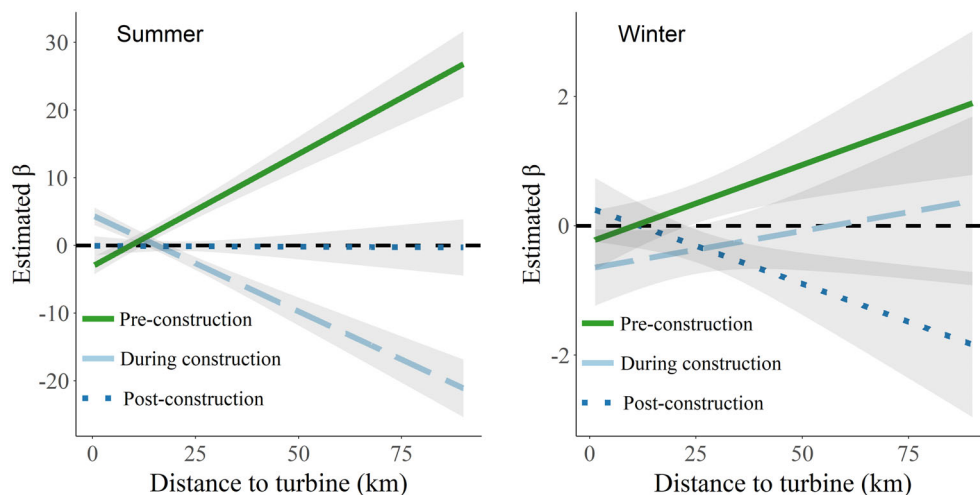 Summer
Estimated β
30
20
10
0
-10
-20
Pre-construction
During construction
Post-construction
0
25
50
75
Distance to turbine (km)
Winter
Estimated β
2
0
-2
Pre-construction
During construction
Post-construction
0
25
50
75
Distance to turbine (km)